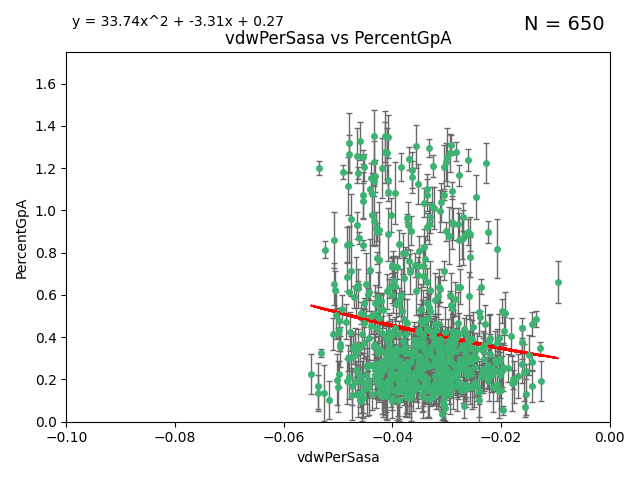 y = 33.74x^2 + -3.31x + 0.27
N = 650
vdwPerSasa vs PercentGpA
PercentGpA
1.6
1.4
1.2
1.0
0.8
0.6
0.4
0.2
0.0
−0.10 −0.08 −0.06 −0.04 −0.02 0.00
vdwPerSasa